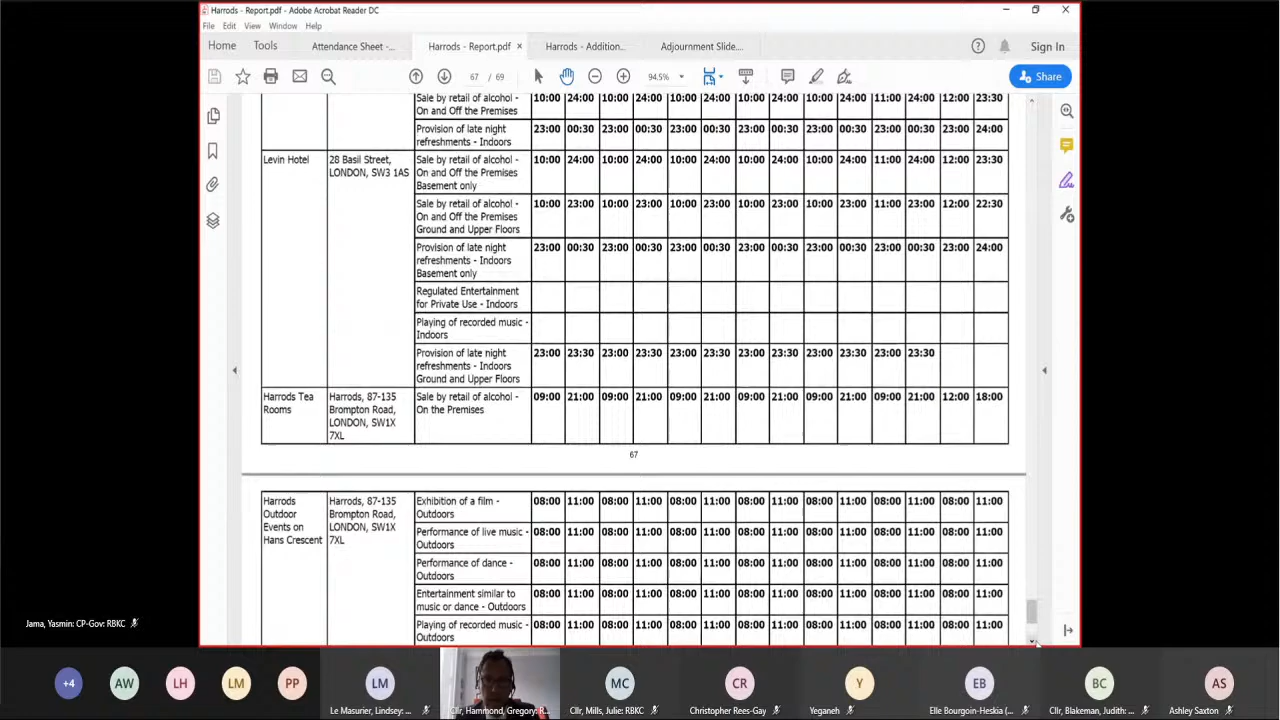 Harrods - Report.pdf - Adobe Acrobat Reader DC
File Edit View Window Help
Home Tools Attendance Sheet -... Harrods - Report.pdf × Harrods - Addition... Adjournment Slide.... Sign In
67 / 69 94.5% Share
Sale by retail of alcohol - 10:00 24:00 10:00 24:00 10:00 24:00 10:00 24:00 10:00 24:00 11:00 24:00 12:00 23:30
On and Off the Premises
Provision of late night 23:00 00:30 23:00 00:30 23:00 00:30 23:00 00:30 23:00 00:30 23:00 00:30 23:00 24:00
refreshments - Indoors
Levin Hotel 28 Basil Street, Sale by retail of alcohol - 10:00 24:00 10:00 24:00 10:00 24:00 10:00 24:00 10:00 24:00 11:00 24:00 12:00 23:30
LONDON, SW3 1AS On and Off the Premises
Basement only
Sale by retail of alcohol - 10:00 23:00 10:00 23:00 10:00 23:00 10:00 23:00 10:00 23:00 11:00 23:00 12:00 22:30
On and Off the Premises
Ground and Upper Floors
Provision of late night 23:00 00:30 23:00 00:30 23:00 00:30 23:00 00:30 23:00 00:30 23:00 00:30 23:00 24:00
refreshments - Indoors
Basement only
Regulated Entertainment
for Private Use - Indoors
Playing of recorded music -
Indoors
Provision of late night 23:00 23:30 23:00 23:30 23:00 23:30 23:00 23:30 23:00 23:30 23:00 23:30
refreshments - Indoors
Ground and Upper Floors
Harrods Tea Harrods, 87-135 Sale by retail of alcohol - 09:00 21:00 09:00 21:00 09:00 21:00 09:00 21:00 09:00 21:00 09:00 21:00 12:00 18:00
Rooms Brompton Road, On the Premises
LONDON, SW1X
7XL
67
Harrods Harrods, 87-135 Exhibition of a film - 08:00 11:00 08:00 11:00 08:00 11:00 08:00 11:00 08:00 11:00 08:00 11:00 08:00 11:00
Outdoor Brompton Road, Outdoors
Events on LONDON, SW1X Performance of live music - 08:00 11:00 08:00 11:00 08:00 11:00 08:00 11:00 08:00 11:00 08:00 11:00 08:00 11:00
Hans Crescent 7XL Outdoors
Performance of dance - 08:00 11:00 08:00 11:00 08:00 11:00 08:00 11:00 08:00 11:00 08:00 11:00 08:00 11:00
Outdoors
Entertainment similar to 08:00 11:00 08:00 11:00 08:00 11:00 08:00 11:00 08:00 11:00 08:00 11:00 08:00 11:00
music or dance - Outdoors
Playing of recorded music - 08:00 11:00 08:00 11:00 08:00 11:00 08:00 11:00 08:00 11:00 08:00 11:00 08:00 11:00
Outdoors
Jama, Yasmin: CP-Gov: RBKC
+4 AW LH LM PP LM MC CR Y EB BC AS
Le Masurier, Lindsey: ... Cllr, Hammond, Gregory: R... Cllr, Mills, Julie: RBKC Christopher Rees-Gay Yeganeh Elle Bourgoin-Heskia (... Cllr, Blakeman, Judith: ... Ashley Saxton